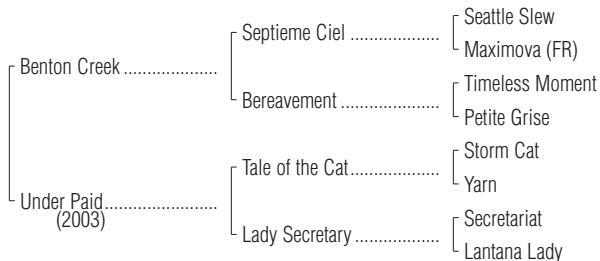 Seattle Slew
Septieme Ciel ...................
Maximova (FR)
Benton Creek ....................
Timeless Moment
Bereavement .....................
Petite Grise
Storm Cat
Tale of the Cat...................
Yarn
Under Paid........................
(2003)
Secretariat
Lady Secretary ..................
Lantana Lady